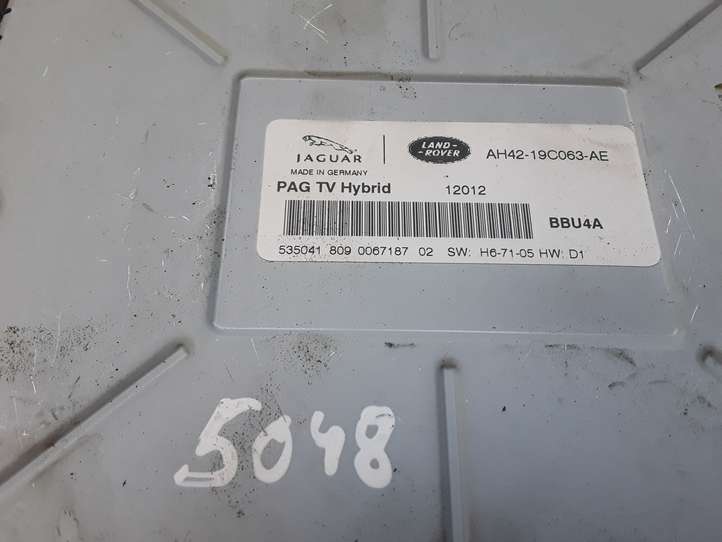 JAGUAR
LAND-
-ROVER
AH42-19C063-AE
MADE IN GERMANY
PAG TV Hybrid 12012
BBU4A
535041 809 0067187 02 SW: H6-71-05 HW: D1
5048